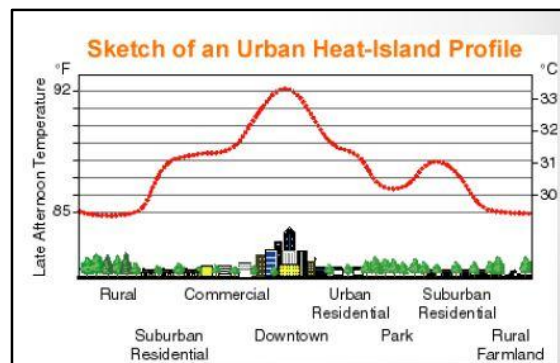 Sketch of an Urban Heat-Island Profile
°F
°C
Late Afternoon Temperature
92
85
33
32
31
30
Rural
Commercial
Urban
Residential
Suburban
Residential
Suburban
Residential
Downtown
Park
Rural
Farmland